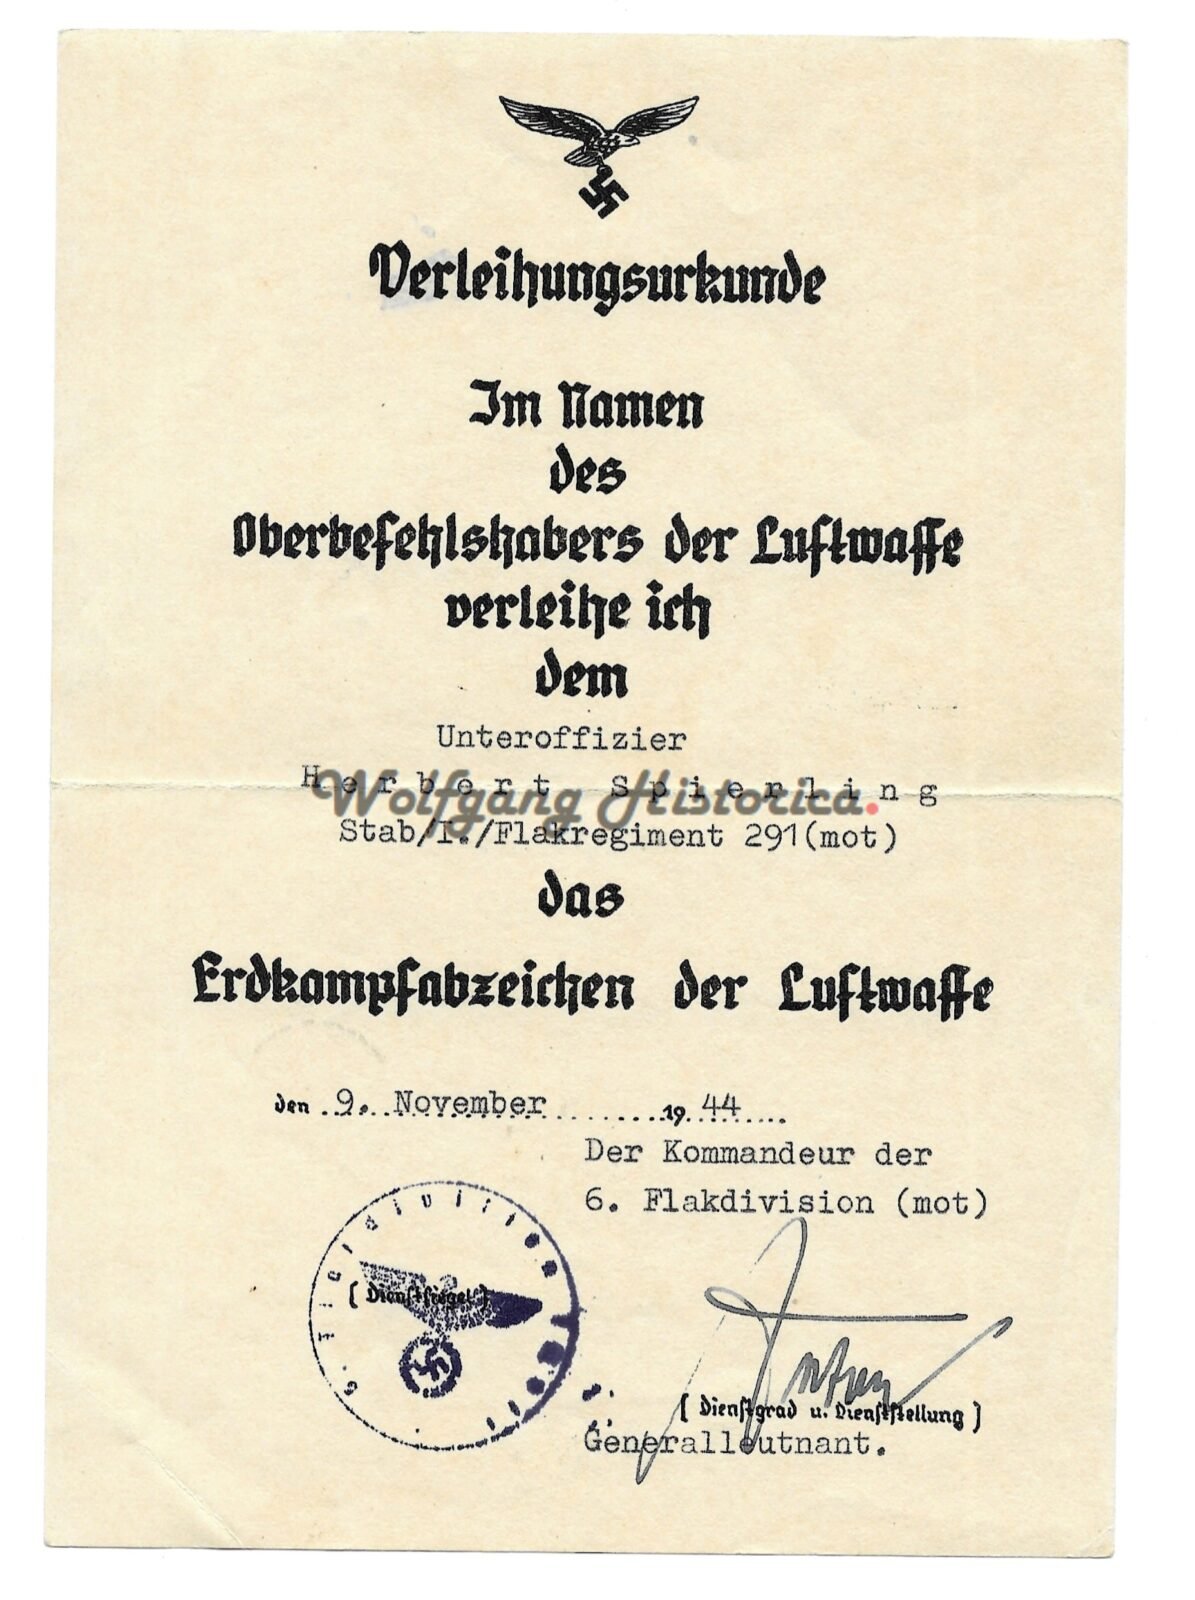 Verleihungsurkunde
Im Namen
des
Oberbefehlshabers der Luftwaffe
verleihe ich
dem
Unteroffizier
Herbert Spierling
Wolfgang Historica.
Stab/I./Flakregiment 291(mot)
das
Erdkampfabzeichen der Luftwaffe
den 9. November 1944
Der Kommandeur der
6. Flakdivision (mot)
( Dienstsiegel )
( Dienstgrad u. Dienststellung )
Generalleutnant.